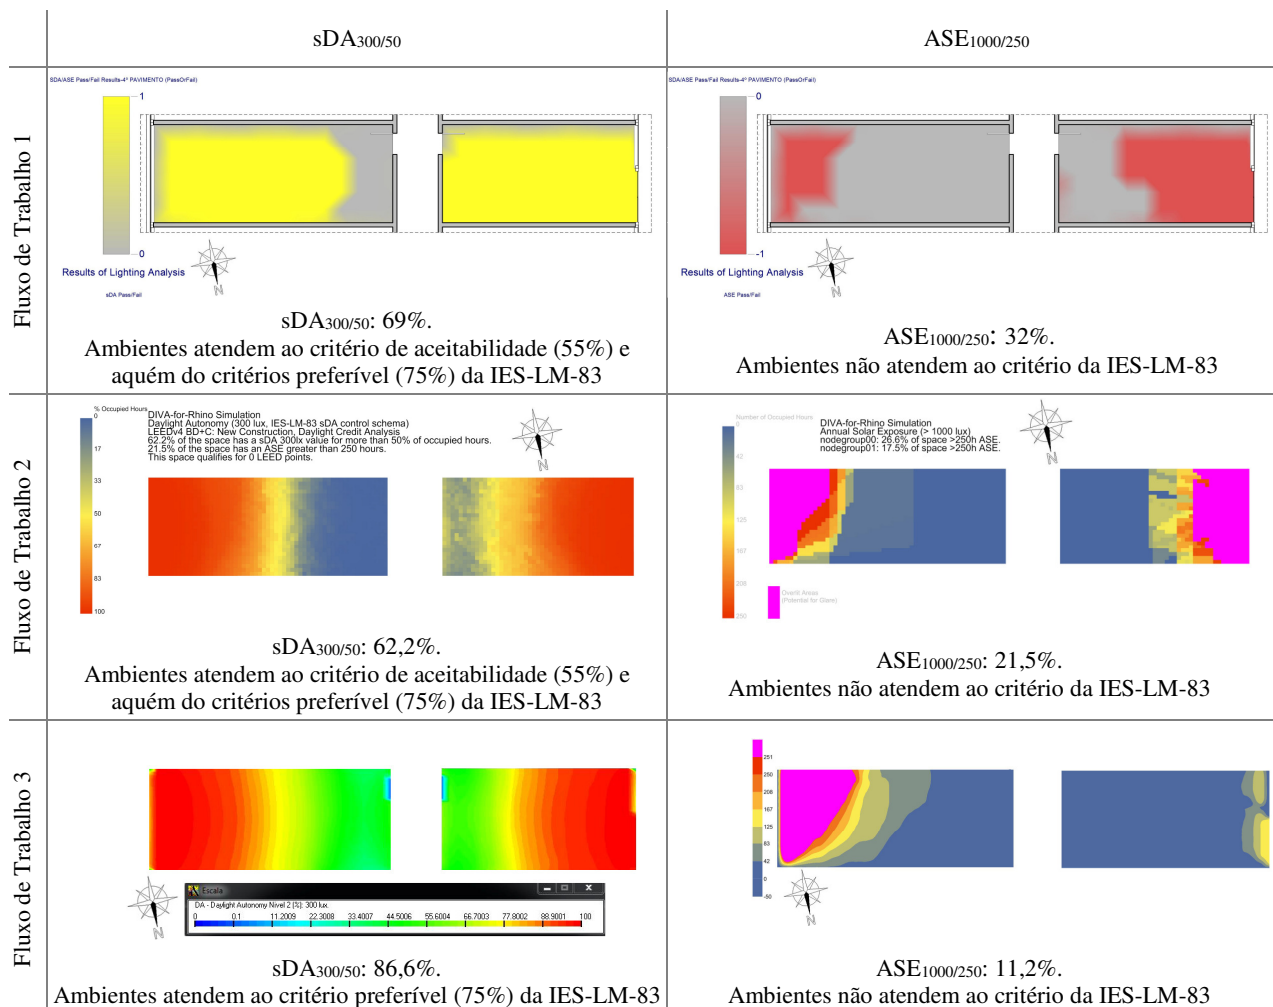 sDA300/50
ASE1000/250
Fluxo de Trabalho 1
SDA/ASE Pass/Fail Results-4º PAVIMENTO (PassOrFail)
1
0
Results of Lighting Analysis
sDA Pass/Fail
N
sDA300/50: 69%.
Ambientes atendem ao critério de aceitabilidade (55%) e
aquém do critérios preferível (75%) da IES-LM-83
SDA/ASE Pass/Fail Results-4º PAVIMENTO (PassOrFail)
0
-1
Results of Lighting Analysis
ASE Pass/Fail
N
ASE1000/250: 32%.
Ambientes não atendem ao critério da IES-LM-83
Fluxo de Trabalho 2
% Occupied Hours
0
17
33
50
67
83
100
DIVA-for-Rhino Simulation
Daylight Autonomy (300 lux, IES-LM-83 sDA control schema)
LEEDv4 BD+C: New Construction, Daylight Credit Analysis
62.2% of the space has a sDA 300lx value for more than 50% of occupied hours.
21.5% of the space has an ASE greater than 250 hours.
This space qualifies for 0 LEED points.
N
sDA300/50: 62,2%.
Ambientes atendem ao critério de aceitabilidade (55%) e
aquém do critérios preferível (75%) da IES-LM-83
Number of Occupied Hours
0
42
83
125
167
208
250
DIVA-for-Rhino Simulation
Annual Solar Exposure (> 1000 lux)
nodegroup00: 26.6% of space >250h ASE.
nodegroup01: 17.5% of space >250h ASE.
N
Overlit Areas
(Potential for Glare)
ASE1000/250: 21,5%.
Ambientes não atendem ao critério da IES-LM-83
Fluxo de Trabalho 3
N
Escala
DA - Daylight Autonomy Nivel 2 (%): 300 lux.
0 0.1 11.2009 22.3008 33.4007 44.5006 55.6004 66.7003 77.8002 88.9001 100
sDA300/50: 86,6%.
Ambientes atendem ao critério preferível (75%) da IES-LM-83
251
250
208
167
125
83
42
0
-50
N
ASE1000/250: 11,2%.
Ambientes não atendem ao critério da IES-LM-83